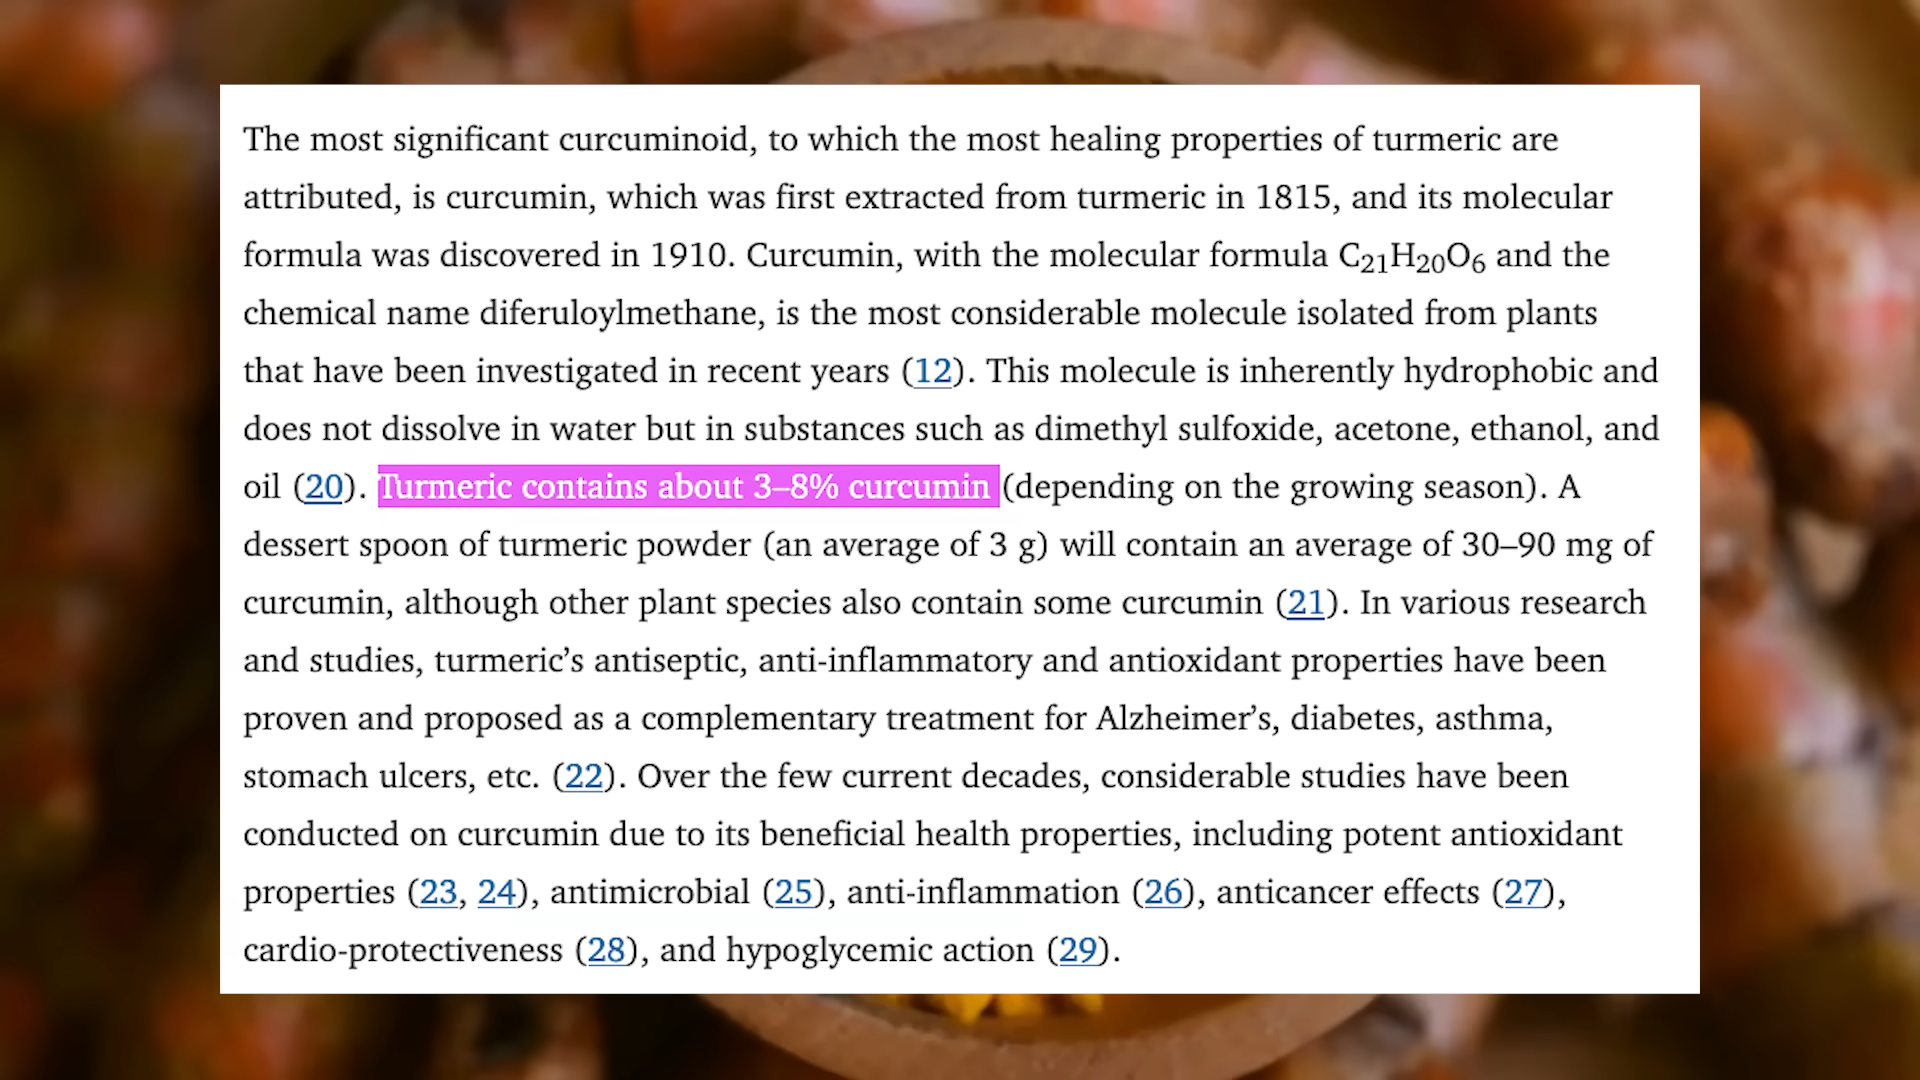 The most significant curcuminoid, to which the most healing properties of turmeric are
attributed, is curcumin, which was first extracted from turmeric in 1815, and its molecular
formula was discovered in 1910. Curcumin, with the molecular formula C₂₁H₂₀O₆ and the
chemical name diferuloylmethane, is the most considerable molecule isolated from plants
that have been investigated in recent years (12). This molecule is inherently hydrophobic and
does not dissolve in water but in substances such as dimethyl sulfoxide, acetone, ethanol, and
oil (20). Turmeric contains about 3–8% curcumin (depending on the growing season). A
dessert spoon of turmeric powder (an average of 3 g) will contain an average of 30–90 mg of
curcumin, although other plant species also contain some curcumin (21). In various research
and studies, turmeric’s antiseptic, anti-inflammatory and antioxidant properties have been
proven and proposed as a complementary treatment for Alzheimer’s, diabetes, asthma,
stomach ulcers, etc. (22). Over the few current decades, considerable studies have been
conducted on curcumin due to its beneficial health properties, including potent antioxidant
properties (23, 24), antimicrobial (25), anti-inflammation (26), anticancer effects (27),
cardio-protectiveness (28), and hypoglycemic action (29).